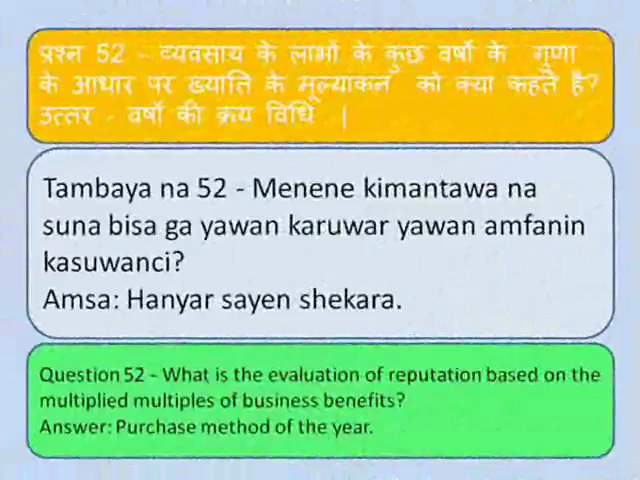 प्रश्न 52 - व्यवसाय के लाभों के कुछ वर्षो के गुणा
के आधार पर ख्याति के मूल्याकन को क्या कहते है?
उत्तर - वर्षो की क्रय विधि |
Tambaya na 52 - Menene kimantawa na
suna bisa ga yawan karuwar yawan amfanin
kasuwanci?
Amsa: Hanyar sayen shekara.
Question 52 - What is the evaluation of reputation based on the
multiplied multiples of business benefits?
Answer: Purchase method of the year.